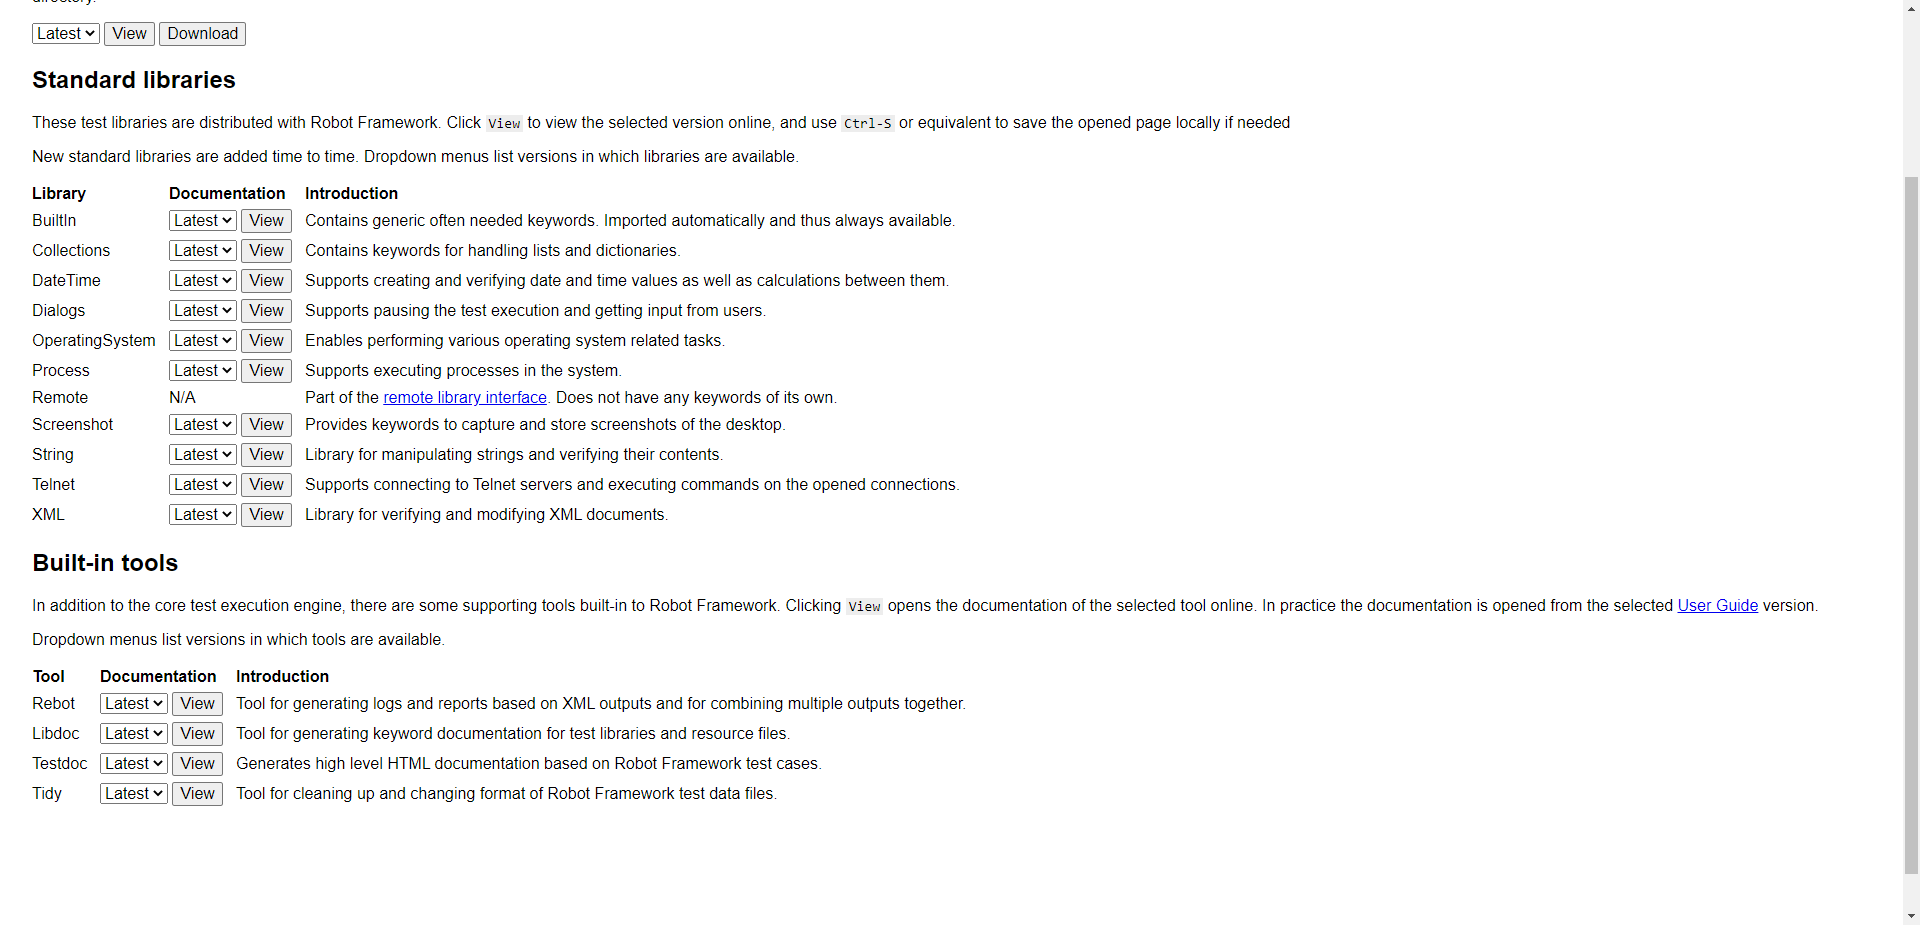 directory.
Latest View Download
Standard libraries
These test libraries are distributed with Robot Framework. Click View to view the selected version online, and use Ctrl-S or equivalent to save the opened page locally if needed
New standard libraries are added time to time. Dropdown menus list versions in which libraries are available.
Library Documentation Introduction
BuiltIn Latest View Contains generic often needed keywords. Imported automatically and thus always available.
Collections Latest View Contains keywords for handling lists and dictionaries.
DateTime Latest View Supports creating and verifying date and time values as well as calculations between them.
Dialogs Latest View Supports pausing the test execution and getting input from users.
OperatingSystem Latest View Enables performing various operating system related tasks.
Process Latest View Supports executing processes in the system.
Remote N/A Part of the remote library interface. Does not have any keywords of its own.
Screenshot Latest View Provides keywords to capture and store screenshots of the desktop.
String Latest View Library for manipulating strings and verifying their contents.
Telnet Latest View Supports connecting to Telnet servers and executing commands on the opened connections.
XML Latest View Library for verifying and modifying XML documents.
Built-in tools
In addition to the core test execution engine, there are some supporting tools built-in to Robot Framework. Clicking View opens the documentation of the selected tool online. In practice the documentation is opened from the selected User Guide version.
Dropdown menus list versions in which tools are available.
Tool Documentation Introduction
Rebot Latest View Tool for generating logs and reports based on XML outputs and for combining multiple outputs together.
Libdoc Latest View Tool for generating keyword documentation for test libraries and resource files.
Testdoc Latest View Generates high level HTML documentation based on Robot Framework test cases.
Tidy Latest View Tool for cleaning up and changing format of Robot Framework test data files.